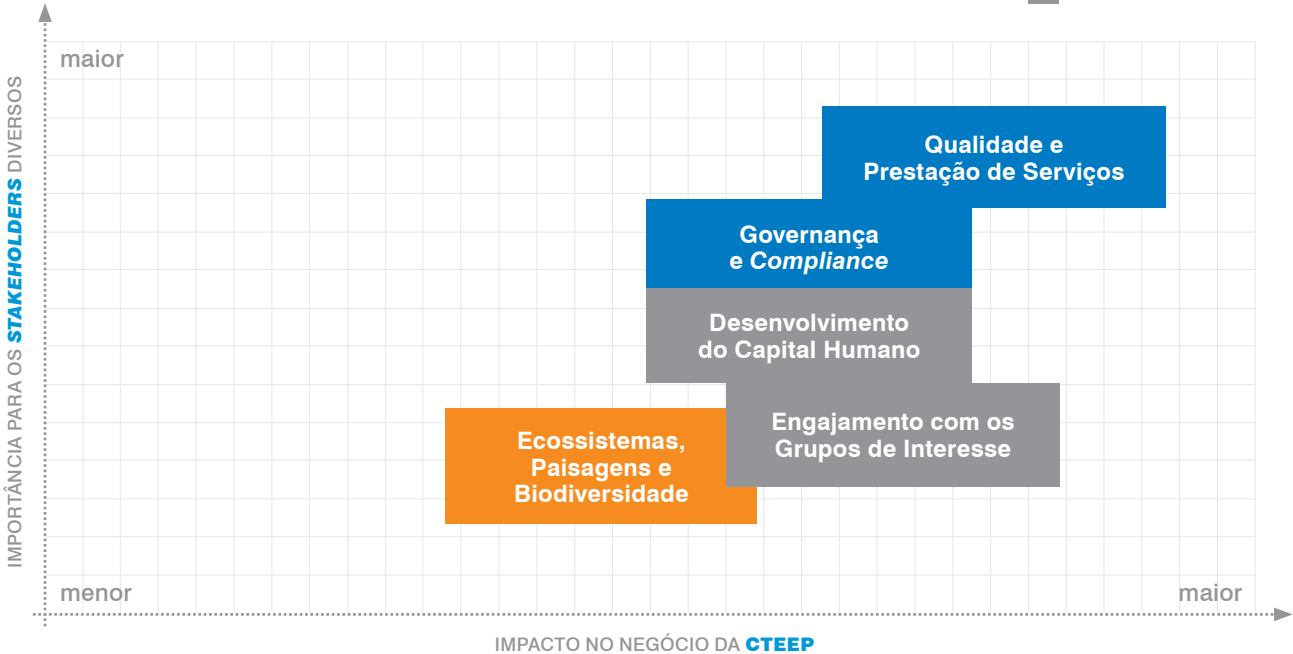 maior
Qualidade e
Prestação de Serviços
Governança
e Compliance
Desenvolvimento
do Capital Humano
Engajamento com os
Grupos de Interesse
Ecossistemas,
Paisagens e
Biodiversidade
IMPORTÂNCIA PARA OS STAKEHOLDERS DIVERSOS
menor
maior
IMPACTO NO NEGÓCIO DA CTEEP